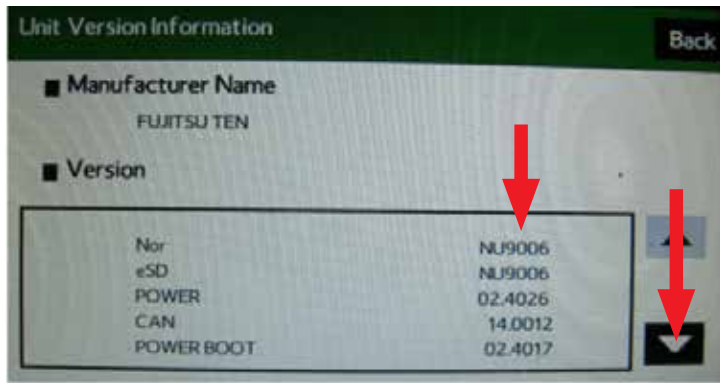 Unit Version Information
Back
Manufacturer Name
FUJITSU TEN
Version
Nor NU9006
eSD NU9006
POWER 02.4026
CAN 14.0012
POWER BOOT 02.4017